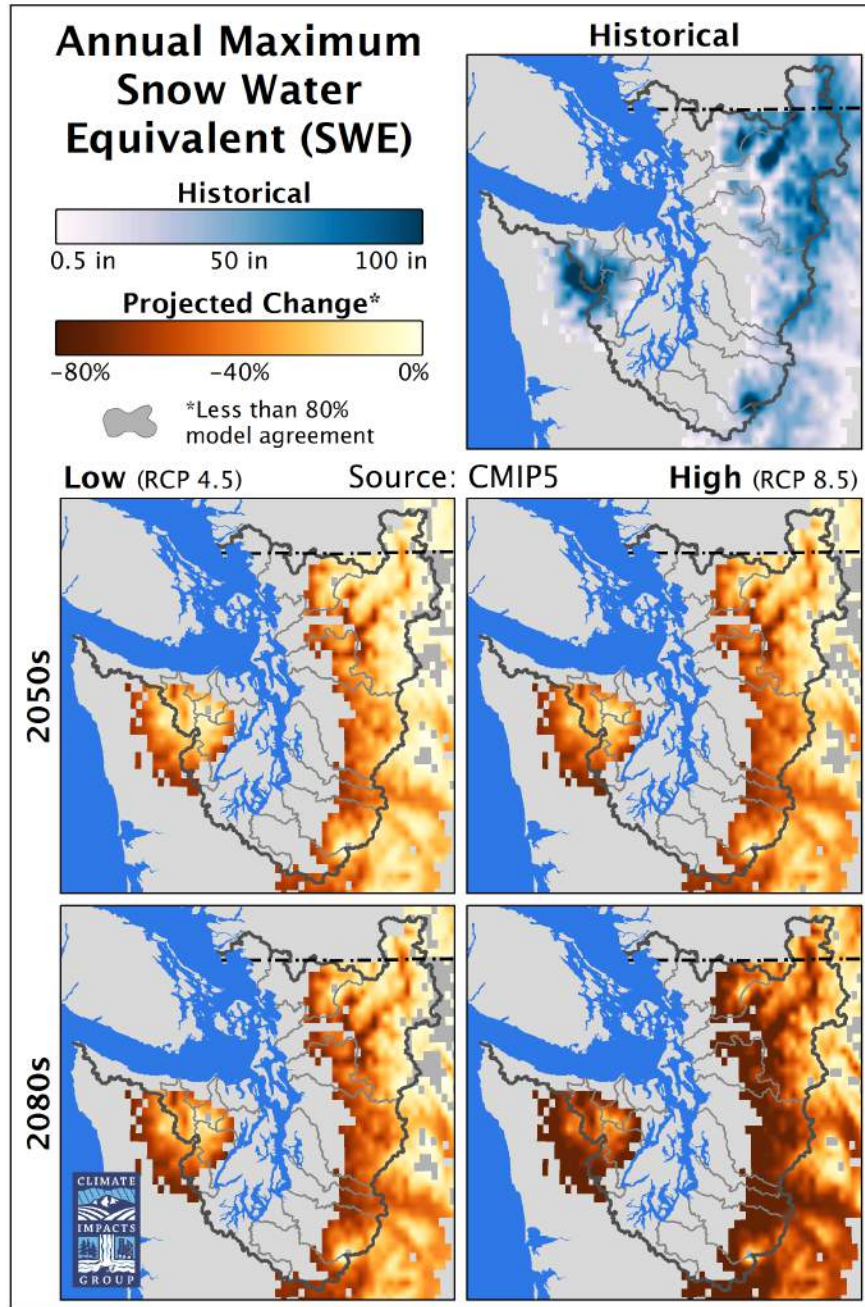 Annual Maximum
Snow Water
Equivalent (SWE)
Historical
0.5 in 50 in 100 in
Projected Change*
−80% −40% 0%
*Less than 80%
model agreement
Historical
Low (RCP 4.5) Source: CMIP5 High (RCP 8.5)
2050s
2080s
CLIMATE
IMPACTS
GROUP